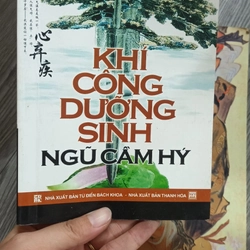 心弃疾
KHÍ
CÔNG
DƯỠNG
SINH
NGŨ CẦM HÝ
NHÀ XUẤT BẢN TỪ ĐIỂN BÁCH KHOA - NHÀ XUẤT BẢN THANH HÓA